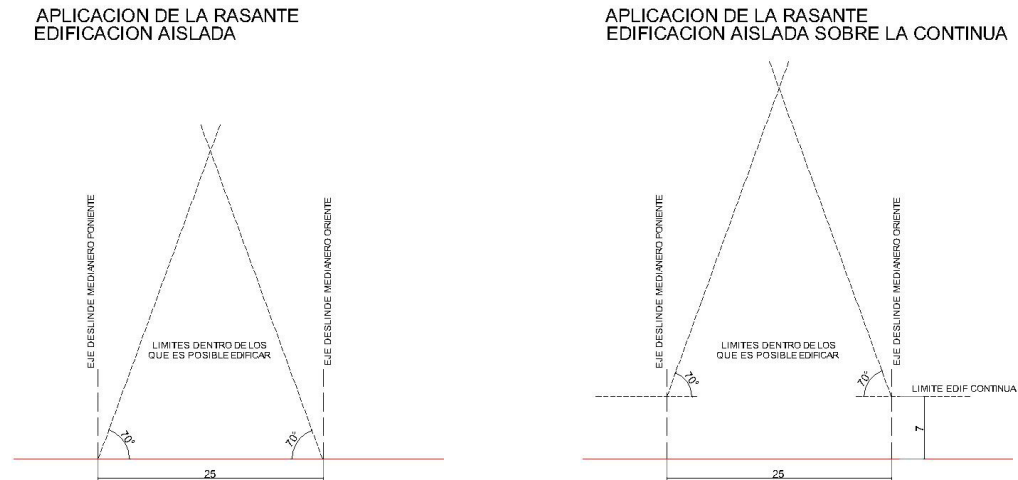 APLICACION DE LA RASANTE
EDIFICACION AISLADA
EJE DESLINDE MEDIANERO PONIENTE
EJE DESLINDE MEDIANERO ORIENTE
LIMITES DENTRO DE LOS
QUE ES POSIBLE EDIFICAR
70°
70°
25
APLICACION DE LA RASANTE
EDIFICACION AISLADA SOBRE LA CONTINUA
EJE DESLINDE MEDIANERO PONIENTE
EJE DESLINDE MEDIANERO ORIENTE
LIMITES DENTRO DE LOS
QUE ES POSIBLE EDIFICAR
70°
70°
LIMITE EDIF CONTINUA
7
25